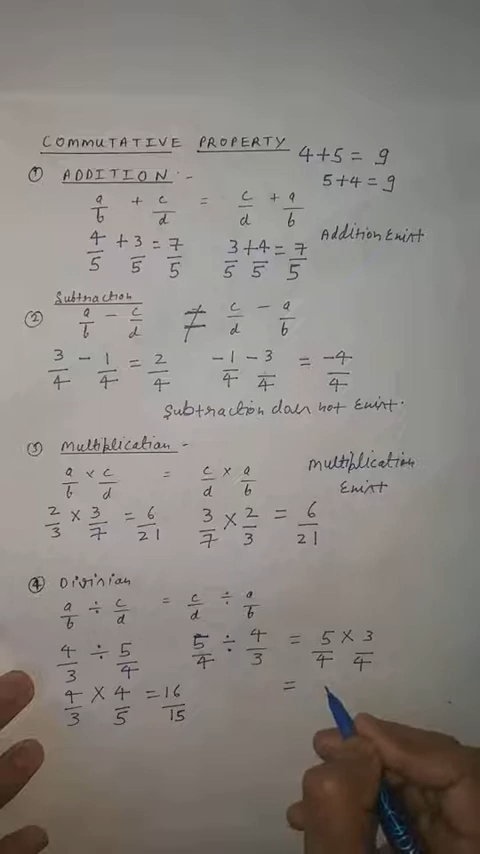 COMMUTATIVE PROPERTY
4+5 = 9
5+4 = 9
① ADDITION :-
a/b + c/d = c/d + a/b
4/5 + 3/5 = 7/5 3/5 + 4/5 = 7/5 Addition Exist
② Subtraction
a/b - c/d ≠ c/d - a/b
3/4 - 1/4 = 2/4 -1/4 - 3/4 = -4/4
Subtraction does not Exist.
③ Multiplication -
a/b × c/d = c/d × a/b Multiplication Exist
2/3 × 3/7 = 6/21 3/7 × 2/3 = 6/21
④ Division
a/b ÷ c/d = c/d ÷ a/b
4/3 ÷ 5/4 5/4 ÷ 4/3 = 5/4 × 3/4
4/3 × 4/5 = 16/15 =